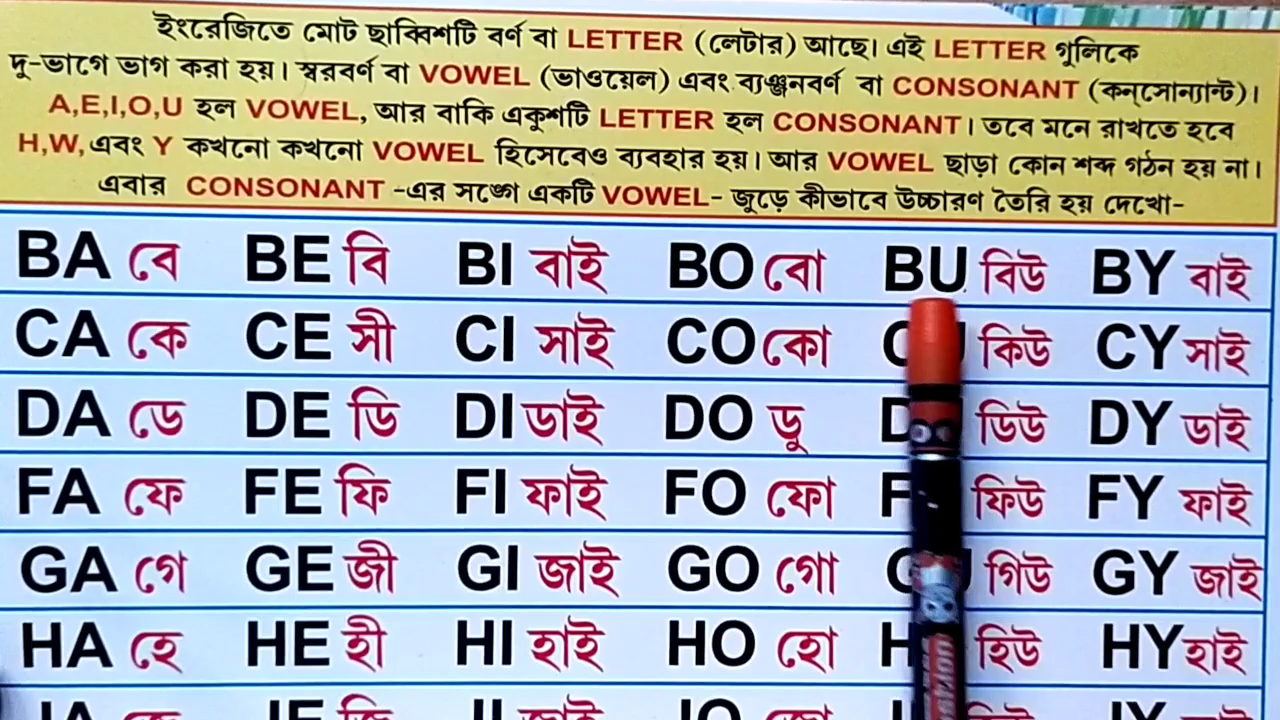 ইংরেজিতে মোট ছাব্বিশটি বর্ণ বা LETTER (লেটার) আছে। এই LETTER গুলিকে
দু-ভাগে ভাগ করা হয়। স্বরবর্ণ বা VOWEL (ভাওয়েল) এবং ব্যঞ্জনবর্ণ বা CONSONANT (কন্‌সোন্যান্ট)।
A,E,I,O,U হল VOWEL, আর বাকি একুশটি LETTER হল CONSONANT। তবে মনে রাখতে হবে
H,W, এবং Y কখনো কখনো VOWEL হিসেবেও ব্যবহার হয়। আর VOWEL ছাড়া কোন শব্দ গঠন হয় না।
এবার CONSONANT -এর সঙ্গে একটি VOWEL- জুড়ে কীভাবে উচ্চারণ তৈরি হয় দেখো-
BA বে BE বি BI বাই BO বো BU বিউ BY বাই
CA কে CE সী CI সাই CO কো কিউ CY সাই
DA ডে DE ডি DI ডাই DO ডু ডিউ DY ডাই
FA ফে FE ফি FI ফাই FO ফো ফিউ FY ফাই
GA গে GE জী GI জাই GO গো গিউ GY জাই
HA হে HE হী HI হাই HO হো হিউ HY হাই